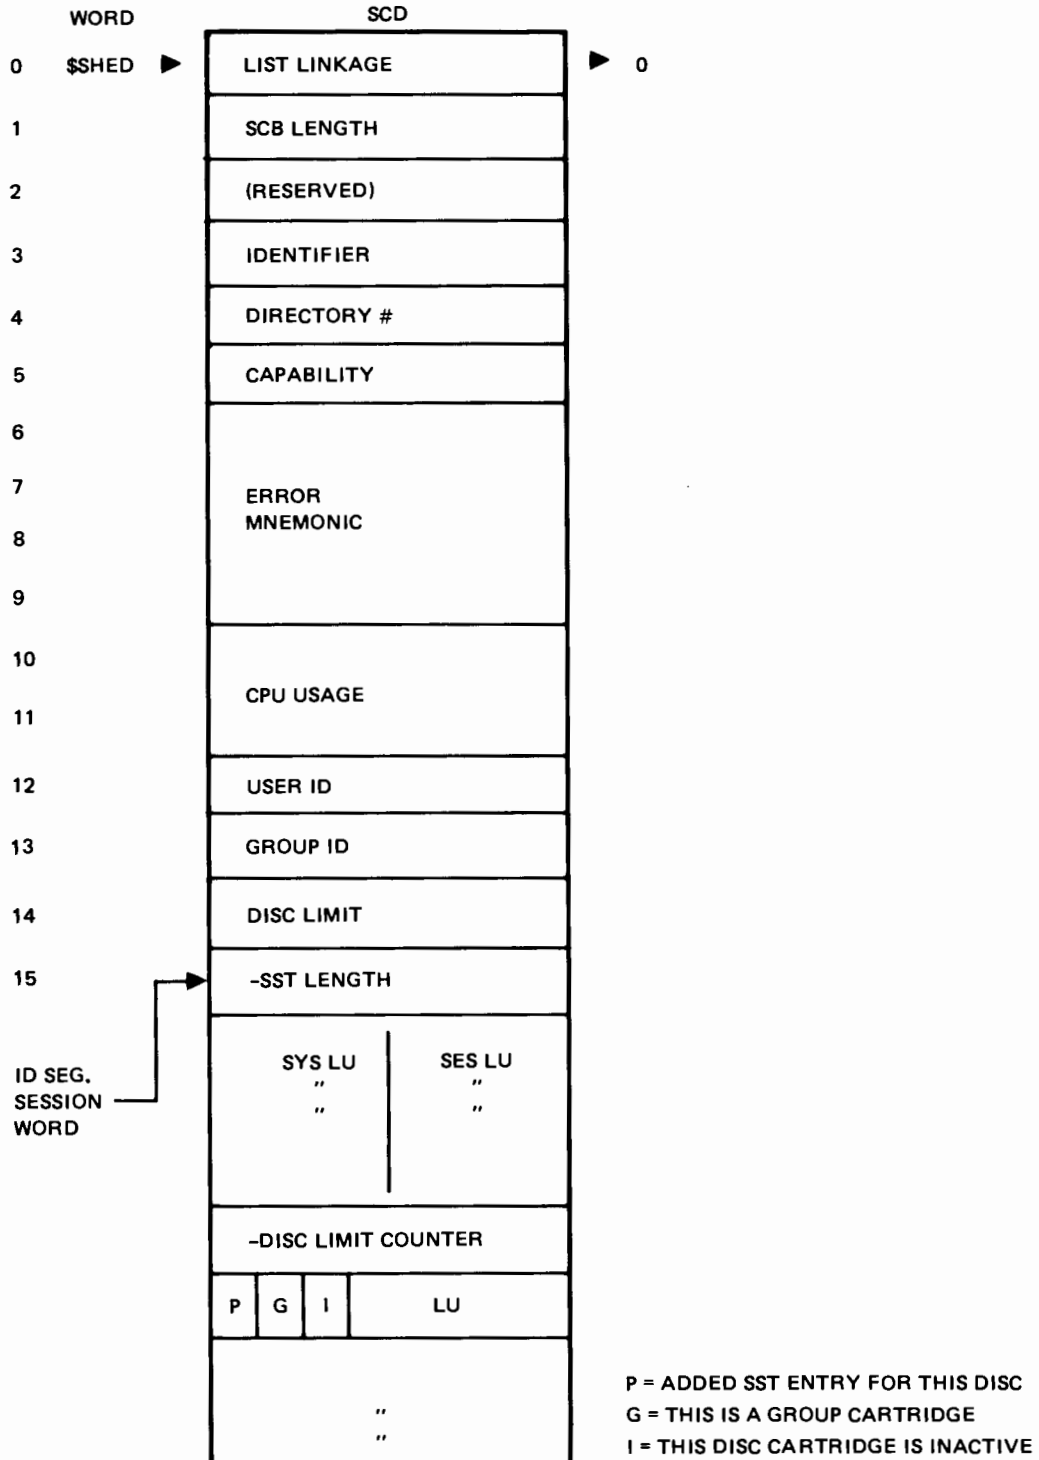 WORD SCD
0 $SHED LIST LINKAGE 0
1 SCB LENGTH
2 (RESERVED)
3 IDENTIFIER
4 DIRECTORY #
5 CAPABILITY
6
7 ERROR
MNEMONIC
8
9
10
CPU USAGE
11
12 USER ID
13 GROUP ID
14 DISC LIMIT
15 -SST LENGTH
SYS LU SES LU
" "
" "
ID SEG.
SESSION
WORD
-DISC LIMIT COUNTER
P G I LU
"
"
P = ADDED SST ENTRY FOR THIS DISC
G = THIS IS A GROUP CARTRIDGE
I = THIS DISC CARTRIDGE IS INACTIVE